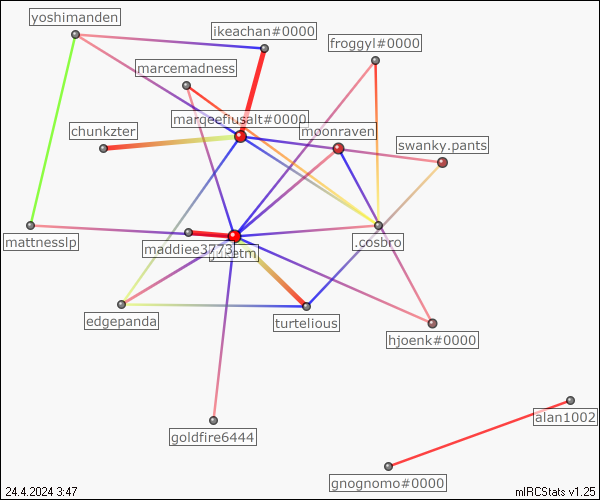 yoshimanden
ikeachan#0000
froggyl#0000
marcemadness
marqeeflusalt#0000
chunkzter
moonraven
swanky.pants
mattnesslp
maddiee3773
.cosbro
edgepanda
turtelious
hjoenk#0000
goldfire6444
alan1002
gnognomo#0000
24.4.2024 3:47
mIRCStats v1.25